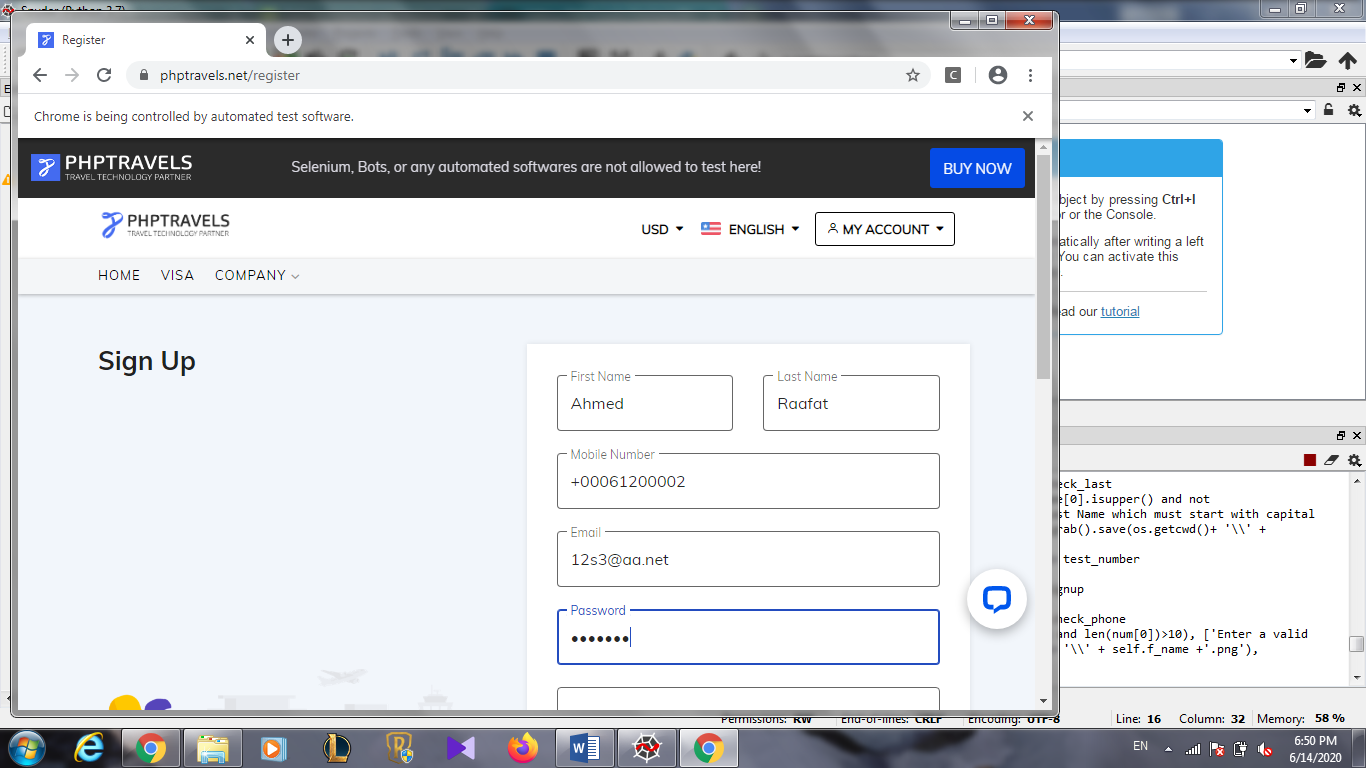 Spyder (Python 3.7)
Register
phptravels.net/register
Chrome is being controlled by automated test software.
PHPTRAVELS
TRAVEL TECHNOLOGY PARTNER
Selenium, Bots, or any automated softwares are not allowed to test here!
BUY NOW
PHPTRAVELS
TRAVEL TECHNOLOGY PARTNER
USD
ENGLISH
MY ACCOUNT
HOME VISA COMPANY
Sign Up
First Name
Ahmed
Last Name
Raafat
Mobile Number
+00061200002
Email
12s3@aa.net
Password
•••••••
bject by pressing Ctrl+I
r or the Console.
atically after writing a left
You can activate this
ead our tutorial
eck_last
e[0].isupper() and not
st Name which must start with capital
rab().save(os.getcwd()+ '\\' +
test_number
gnup
heck_phone
and len(num[0])>10), ['Enter a valid
'\\' + self.f_name +'.png'),
Permissions: RW End-of-lines: CRLF Encoding: UTF-8 Line: 16 Column: 32 Memory: 58 %
EN
6:50 PM
6/14/2020